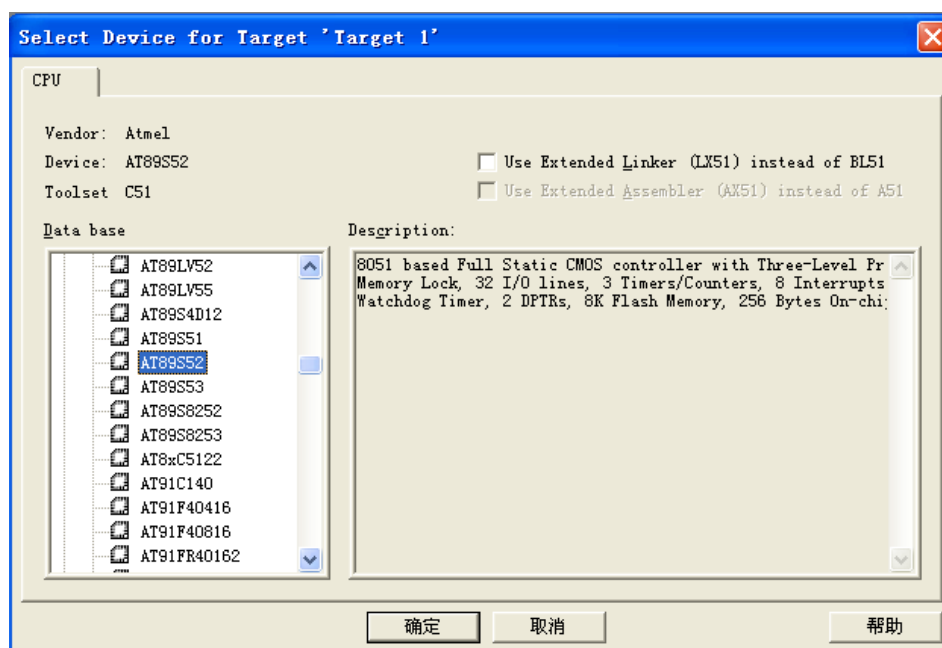 Select Device for Target 'Target 1'
CPU
Vendor: Atmel
Device: AT89S52
Toolset C51
Use Extended Linker (LX51) instead of BL51
Use Extended Assembler (AX51) instead of A51
Data base
AT89LV52
AT89LV55
AT89S4D12
AT89S51
AT89S52
AT89S53
AT89S8252
AT89S8253
AT8xC5122
AT91C140
AT91F40416
AT91F40816
AT91FR40162
Description:
8051 based Full Static CMOS controller with Three-Level Pr
Memory Lock, 32 I/O lines, 3 Timers/Counters, 8 Interrupts
Watchdog Timer, 2 DPTRs, 8K Flash Memory, 256 Bytes On-chi
确定
取消
帮助